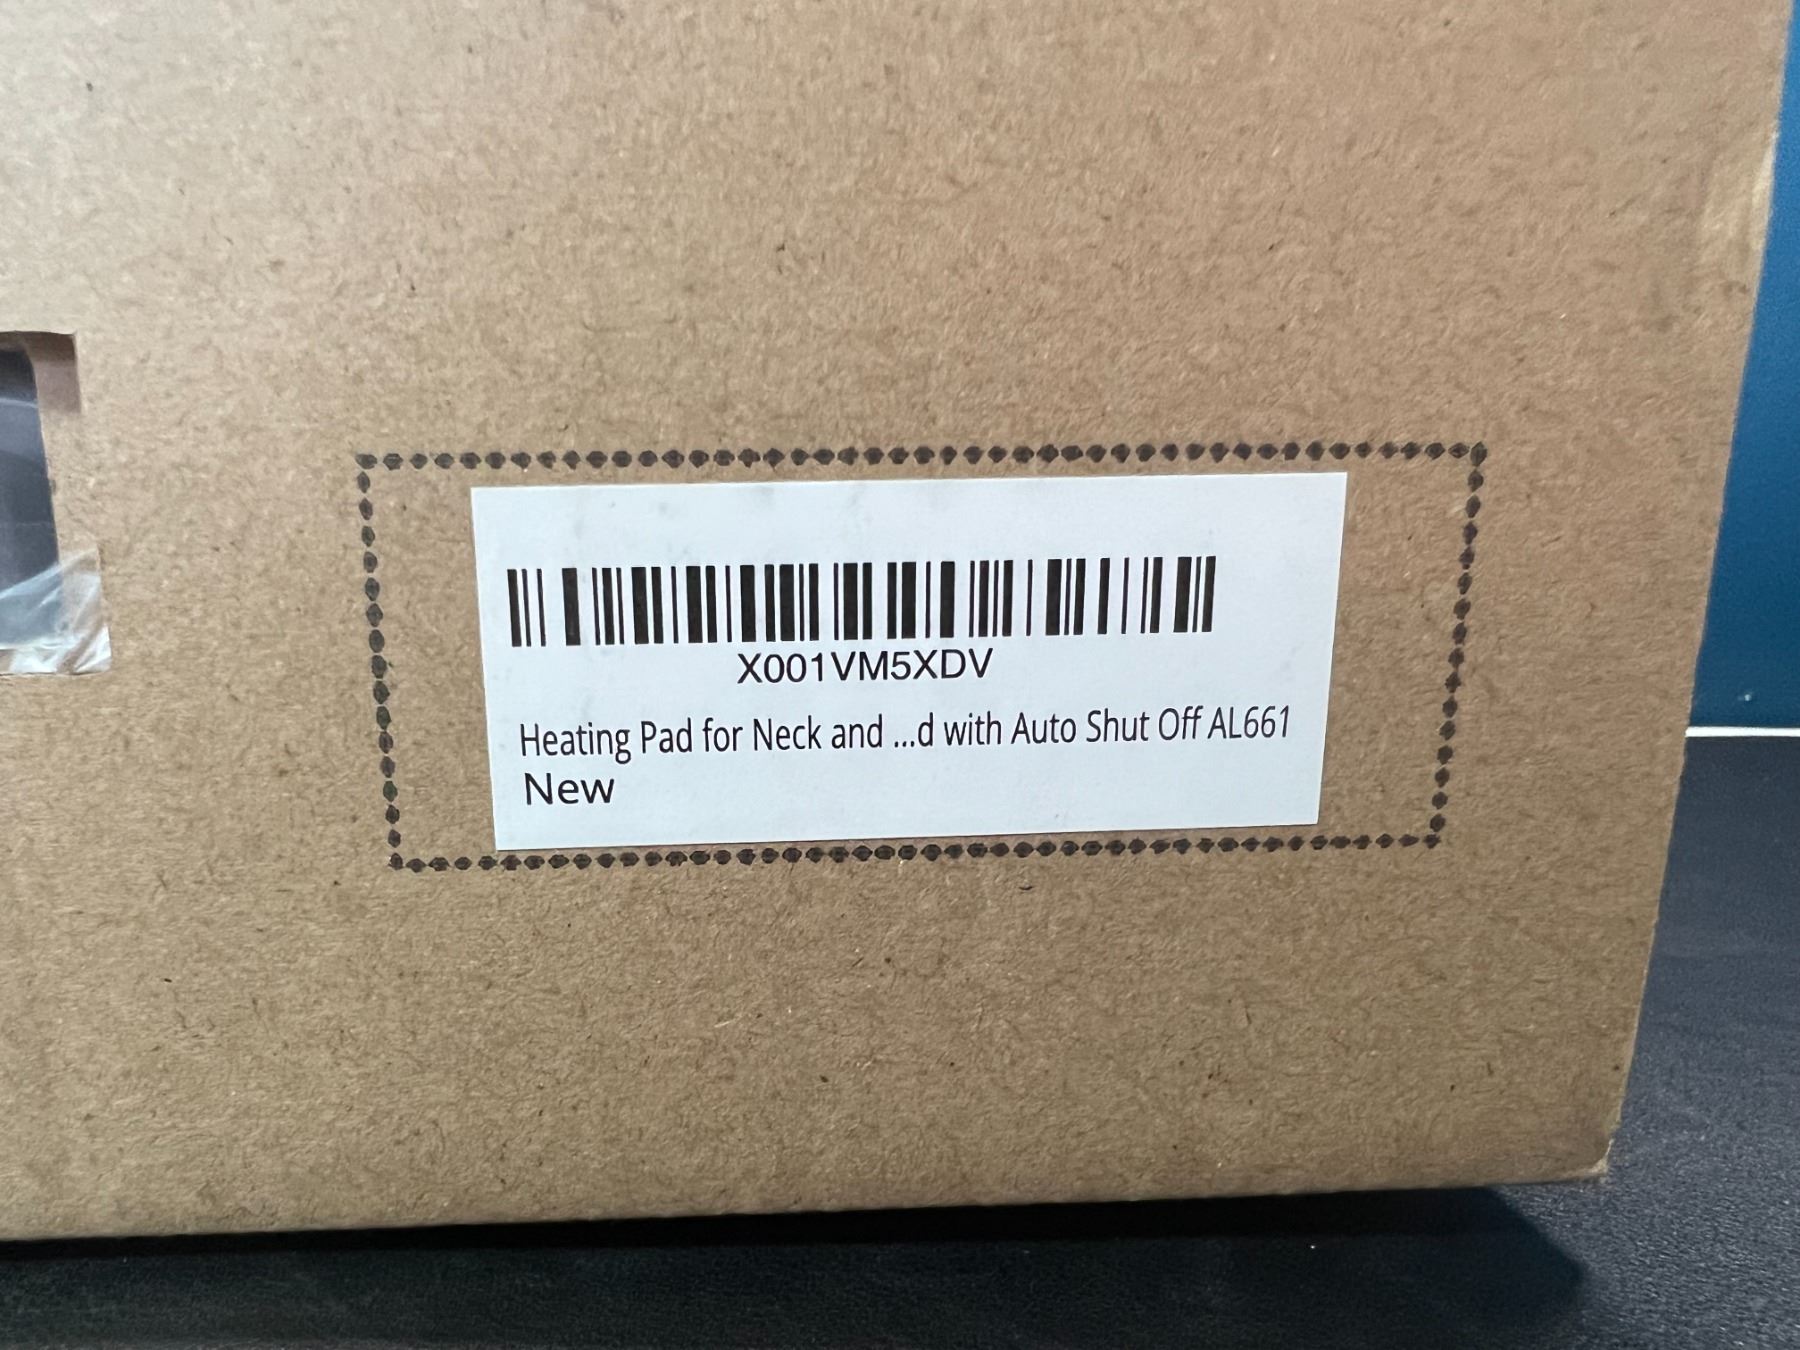 X001VM5XDV
Heating Pad for Neck and ...d with Auto Shut Off AL661
New